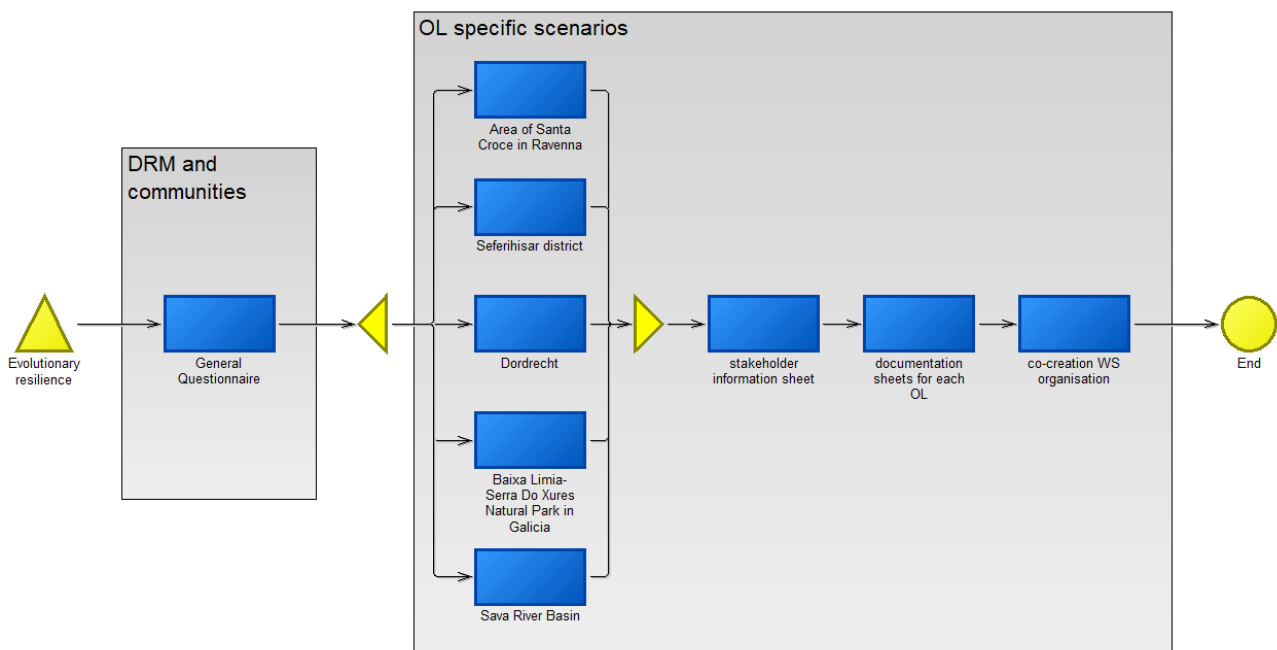 OL specific scenarios
Area of Santa
Croce in Ravenna
DRM and
communities
Seferihisar district
Evolutionary
resilience
General
Questionnaire
Dordrecht
stakeholder
information sheet
documentation
sheets for each
OL
co-creation WS
organisation
End
Baixa Limia-
Serra Do Xures
Natural Park in
Galicia
Sava River Basin